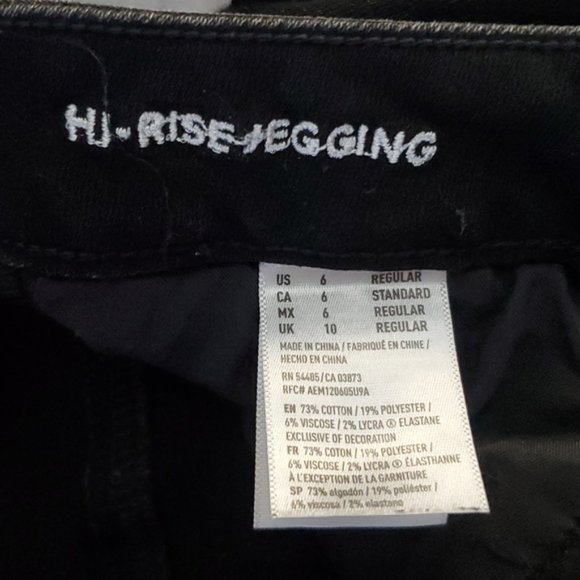 HI-RISE JEGGING
US 6 REGULAR
CA 6 STANDARD
MX 6 REGULAR
UK 10 REGULAR
MADE IN CHINA / FABRIQUÉ EN CHINE /
HECHO EN CHINA
RN 54485/CA 03873
RFC# AEM120605U9A
EN 73% COTTON / 19% POLYESTER /
6% VISCOSE / 2% LYCRA ® ELASTANE
EXCLUSIVE OF DECORATION
FR 73% COTON / 19% POLYESTER /
6% VISCOSE / 2% LYCRA ® ÉLASTHANNE
À L'EXCEPTION DE LA GARNITURE
SP 73% algodón / 19% poliéster /
6% viscosa / 2% elastano